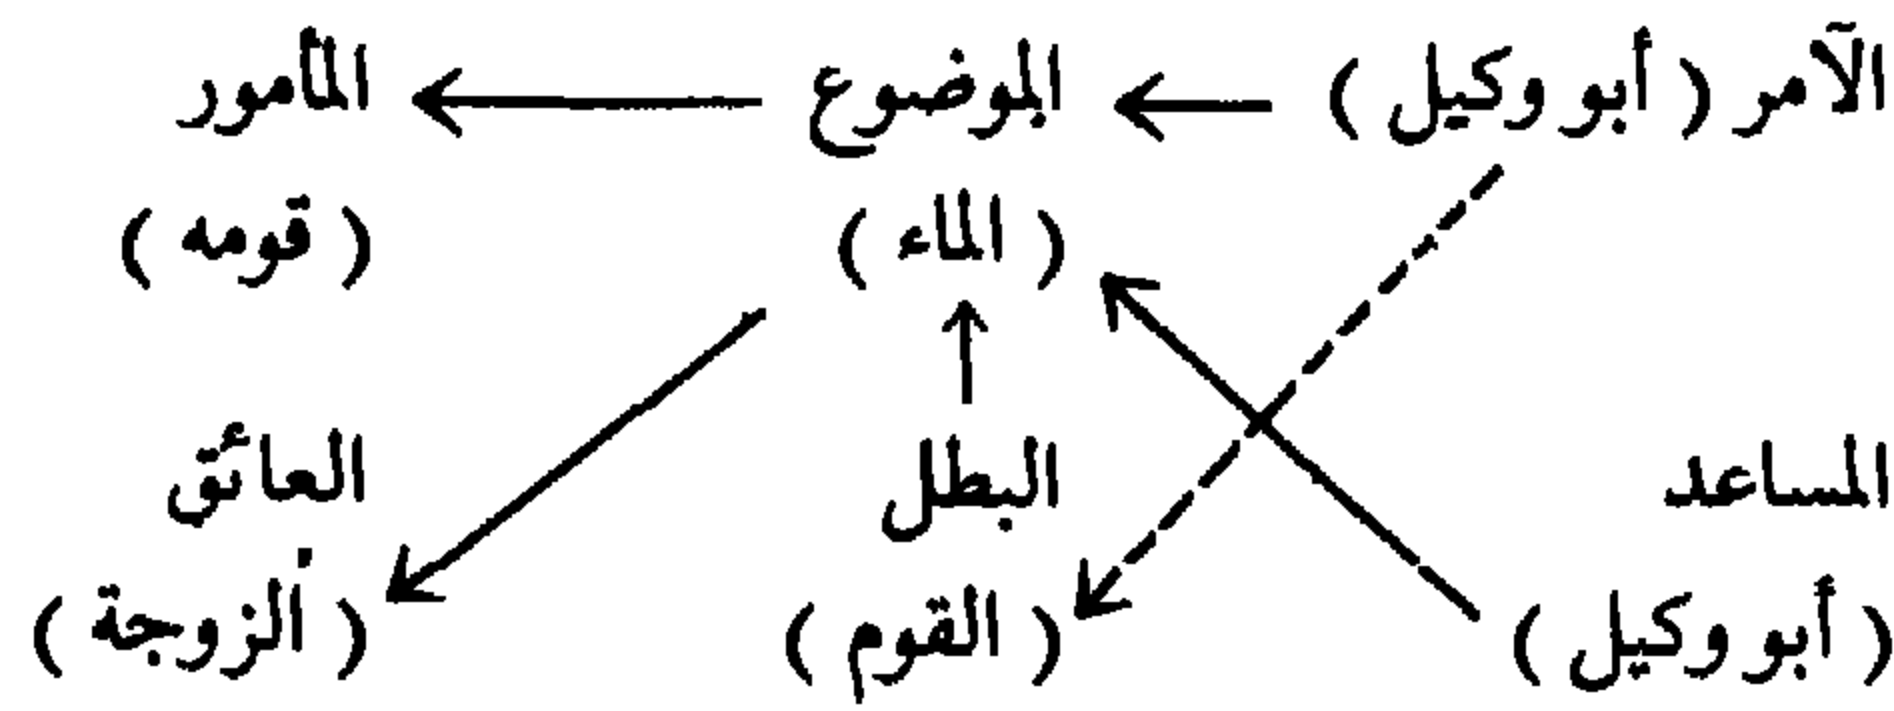 الآمر ( أبو وكيل ) الموضوع المأمور
( الماء ) ( قومه )
المساعد البطل العائق
( أبو وكيل ) ( القوم ) ( الزوجة )